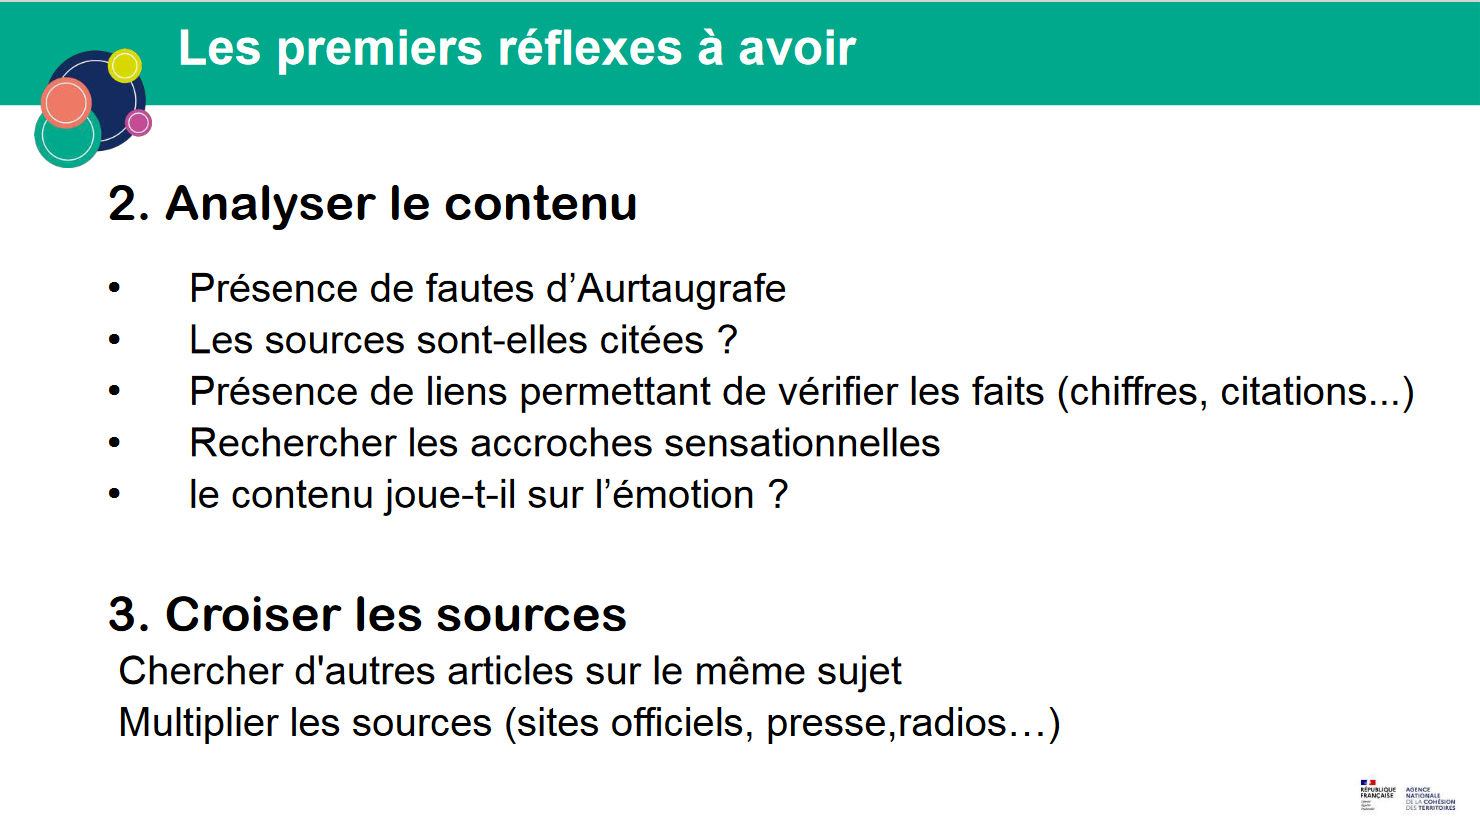 Les premiers réflexes à avoir
2. Analyser le contenu
• Présence de fautes d’Aurtaugrafe
• Les sources sont-elles citées ?
• Présence de liens permettant de vérifier les faits (chiffres, citations...)
• Rechercher les accroches sensationnelles
• le contenu joue-t-il sur l’émotion ?
3. Croiser les sources
Chercher d'autres articles sur le même sujet
Multiplier les sources (sites officiels, presse,radios…)
RÉPUBLIQUE
FRANÇAISE
AGENCE
NATIONALE
DE LA COHÉSION
DES TERRITOIRES